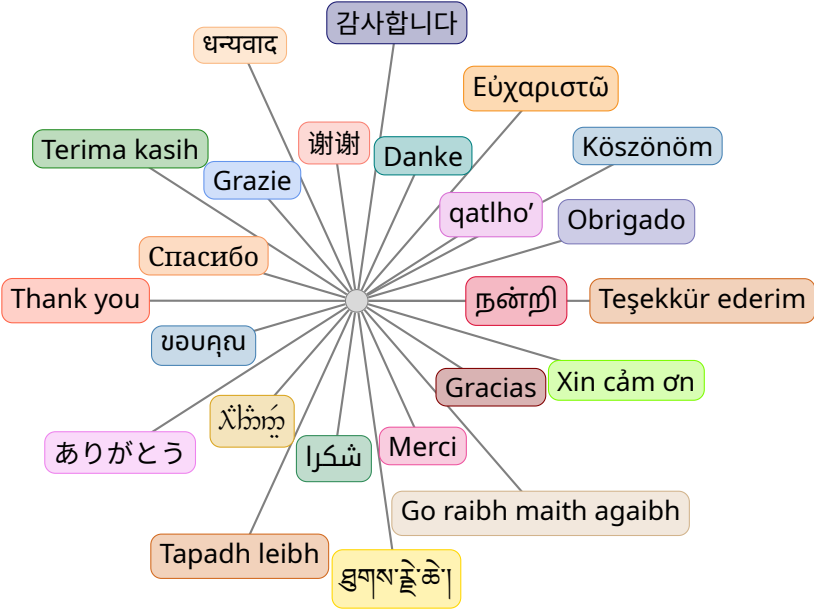 감사합니다
धन्यवाद
Εὐχαριστῶ
谢谢
Danke
Köszönöm
Terima kasih
Grazie
qatlho’
Obrigado
Спасибо
Thank you
நன்றி
Teşekkür ederim
ขอบคุณ
Gracias
Xin cảm ơn
ありがとう
شكرا
Merci
Go raibh maith agaibh
Tapadh leibh
ཐུགས་རྗེ་ཆེ་།